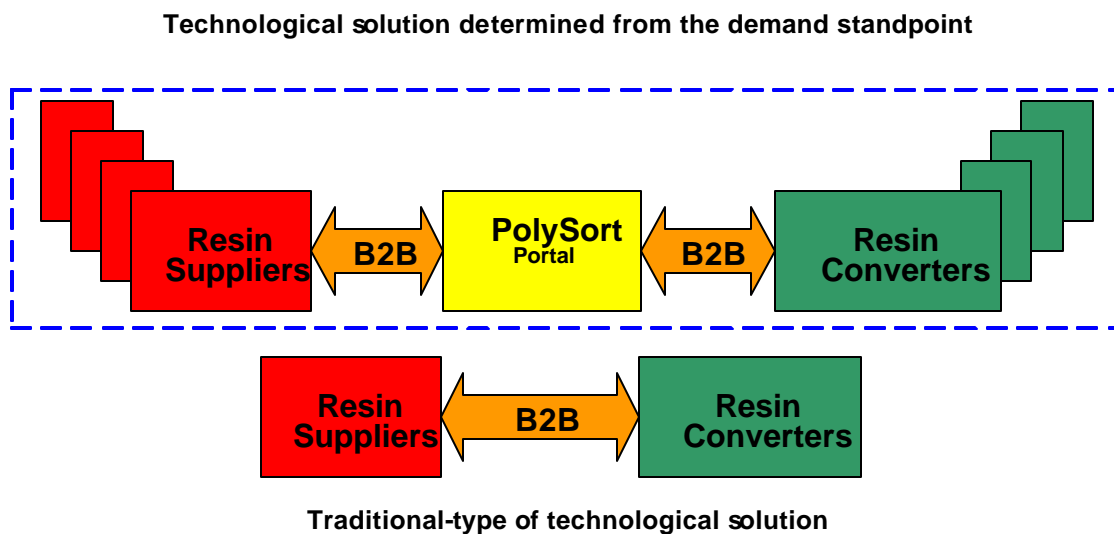 Technological solution determined from the demand standpoint
Resin
Suppliers
B2B
PolySort
Portal
B2B
Resin
Converters
Resin
Suppliers
B2B
Resin
Converters
Traditional-type of technological solution